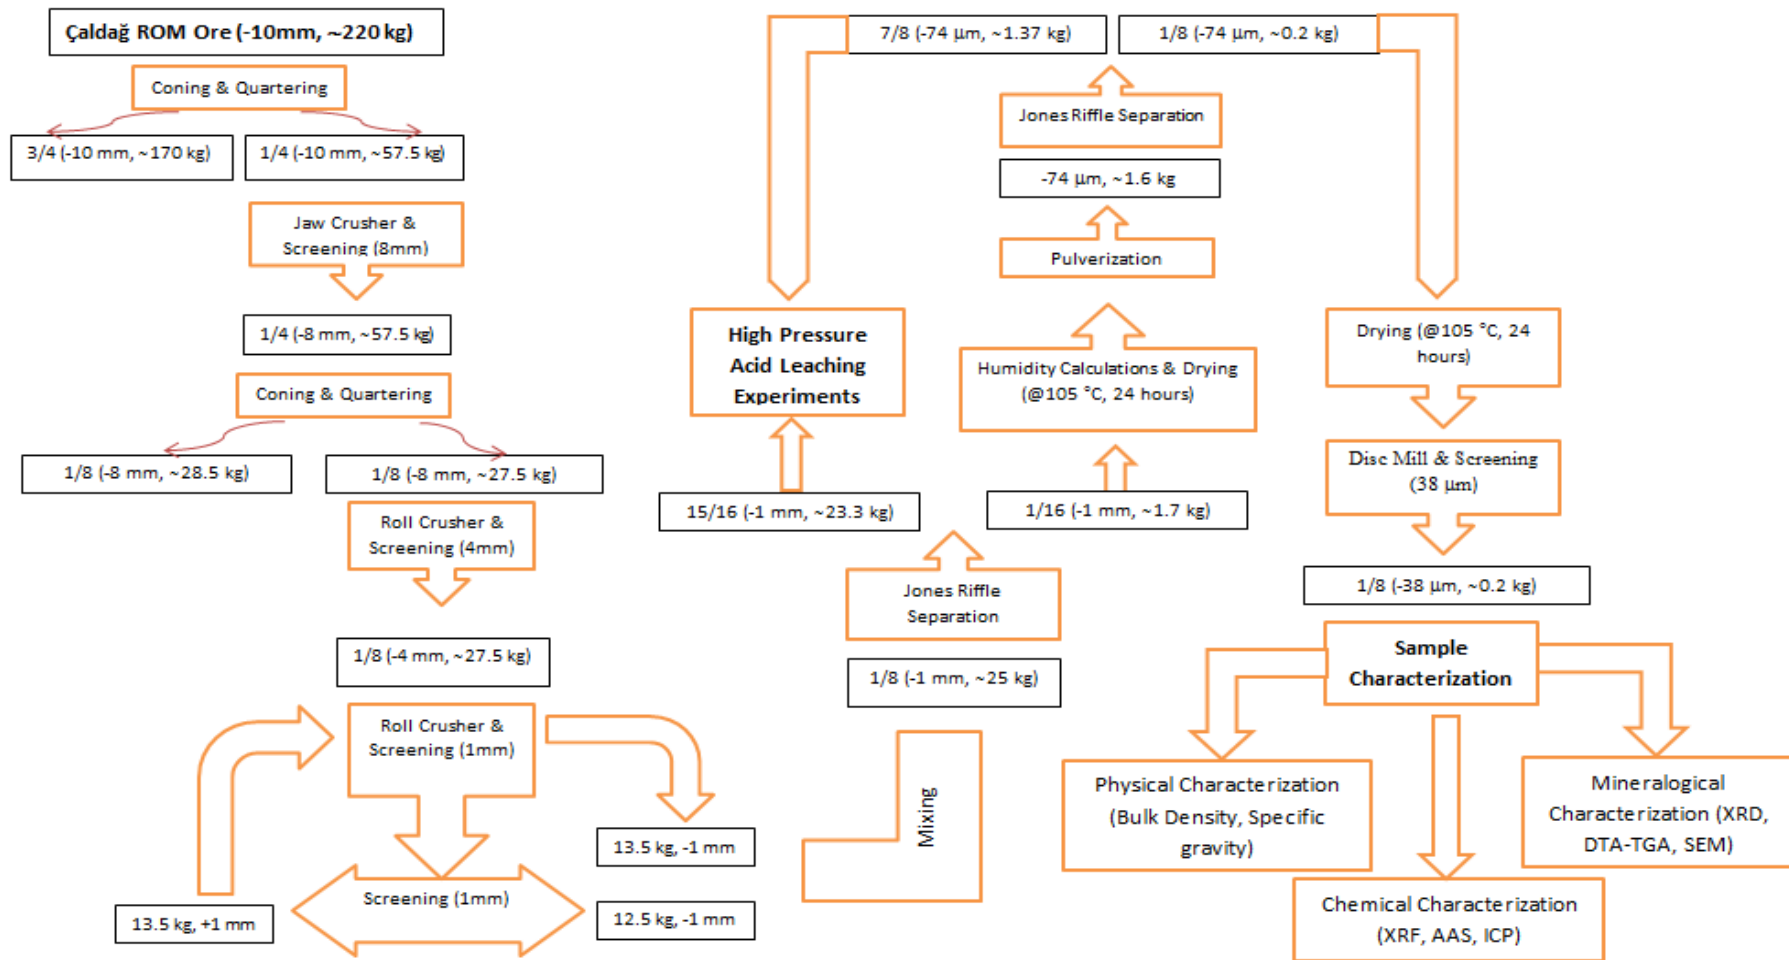 Çaldağ ROM Ore (-10mm, ~220 kg)
Coning & Quartering
3/4 (-10 mm, ~170 kg)
1/4 (-10 mm, ~57.5 kg)
Jaw Crusher &
Screening (8mm)
1/4 (-8 mm, ~57.5 kg)
Coning & Quartering
1/8 (-8 mm, ~28.5 kg)
1/8 (-8 mm, ~27.5 kg)
Roll Crusher &
Screening (4mm)
1/8 (-4 mm, ~27.5 kg)
Roll Crusher &
Screening (1mm)
Screening (1mm)
13.5 kg, +1 mm
13.5 kg, -1 mm
12.5 kg, -1 mm
Mixing
1/8 (-1 mm, ~25 kg)
Jones Riffle
Separation
15/16 (-1 mm, ~23.3 kg)
1/16 (-1 mm, ~1.7 kg)
High Pressure
Acid Leaching
Experiments
Humidity Calculations & Drying
(@105 °C, 24 hours)
Pulverization
-74 µm, ~1.6 kg
Jones Riffle Separation
7/8 (-74 µm, ~1.37 kg)
1/8 (-74 µm, ~0.2 kg)
Drying (@105 °C, 24
hours)
Disc Mill & Screening
(38 µm)
1/8 (-38 µm, ~0.2 kg)
Sample
Characterization
Physical Characterization
(Bulk Density, Specific
gravity)
Chemical Characterization
(XRF, AAS, ICP)
Mineralogical
Characterization (XRD,
DTA-TGA, SEM)